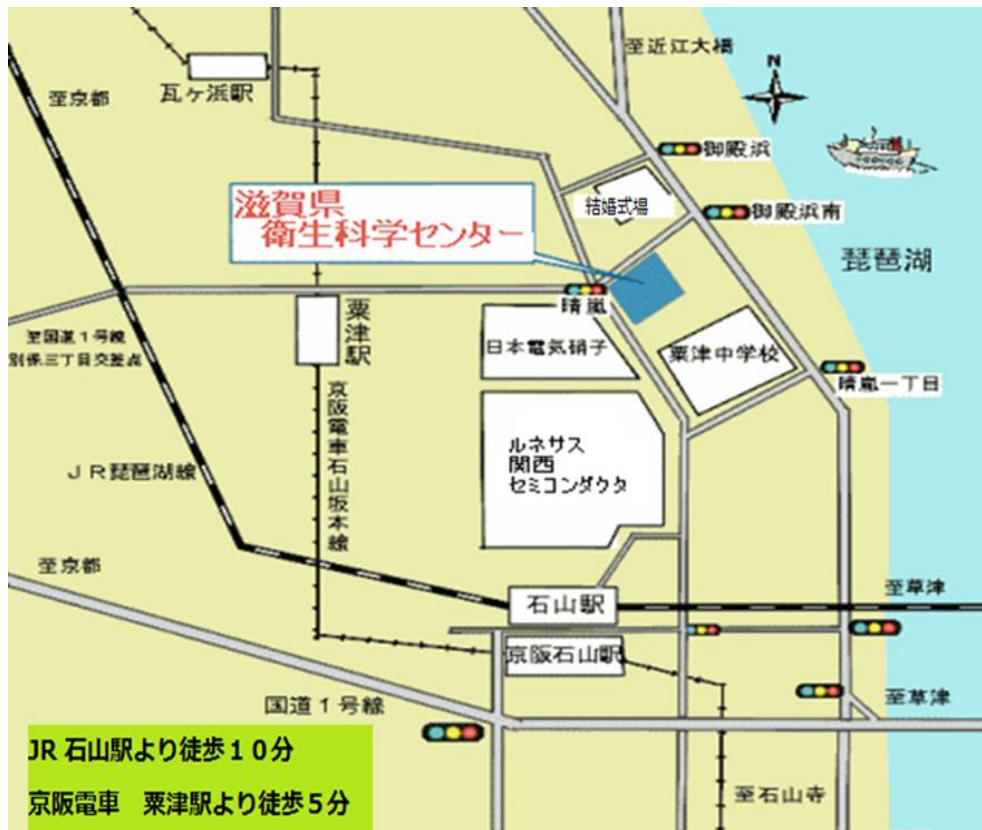 至近江大橋
N
瓦ヶ浜駅
至京都
御殿浜
滋賀県
衛生科学センター
結婚式場
御殿浜南
琵琶湖
晴嵐
粟津駅
至国道１号線
別保三丁目交差点
日本電気硝子
粟津中学校
晴嵐一丁目
京阪電車石山坂本線
ＪＲ琵琶湖線
ルネサス
関西
セミコンダクタ
至京都
石山駅
至草津
京阪石山駅
国道１号線
至草津
JR 石山駅より徒歩１０分
京阪電車　粟津駅より徒歩５分
至石山寺